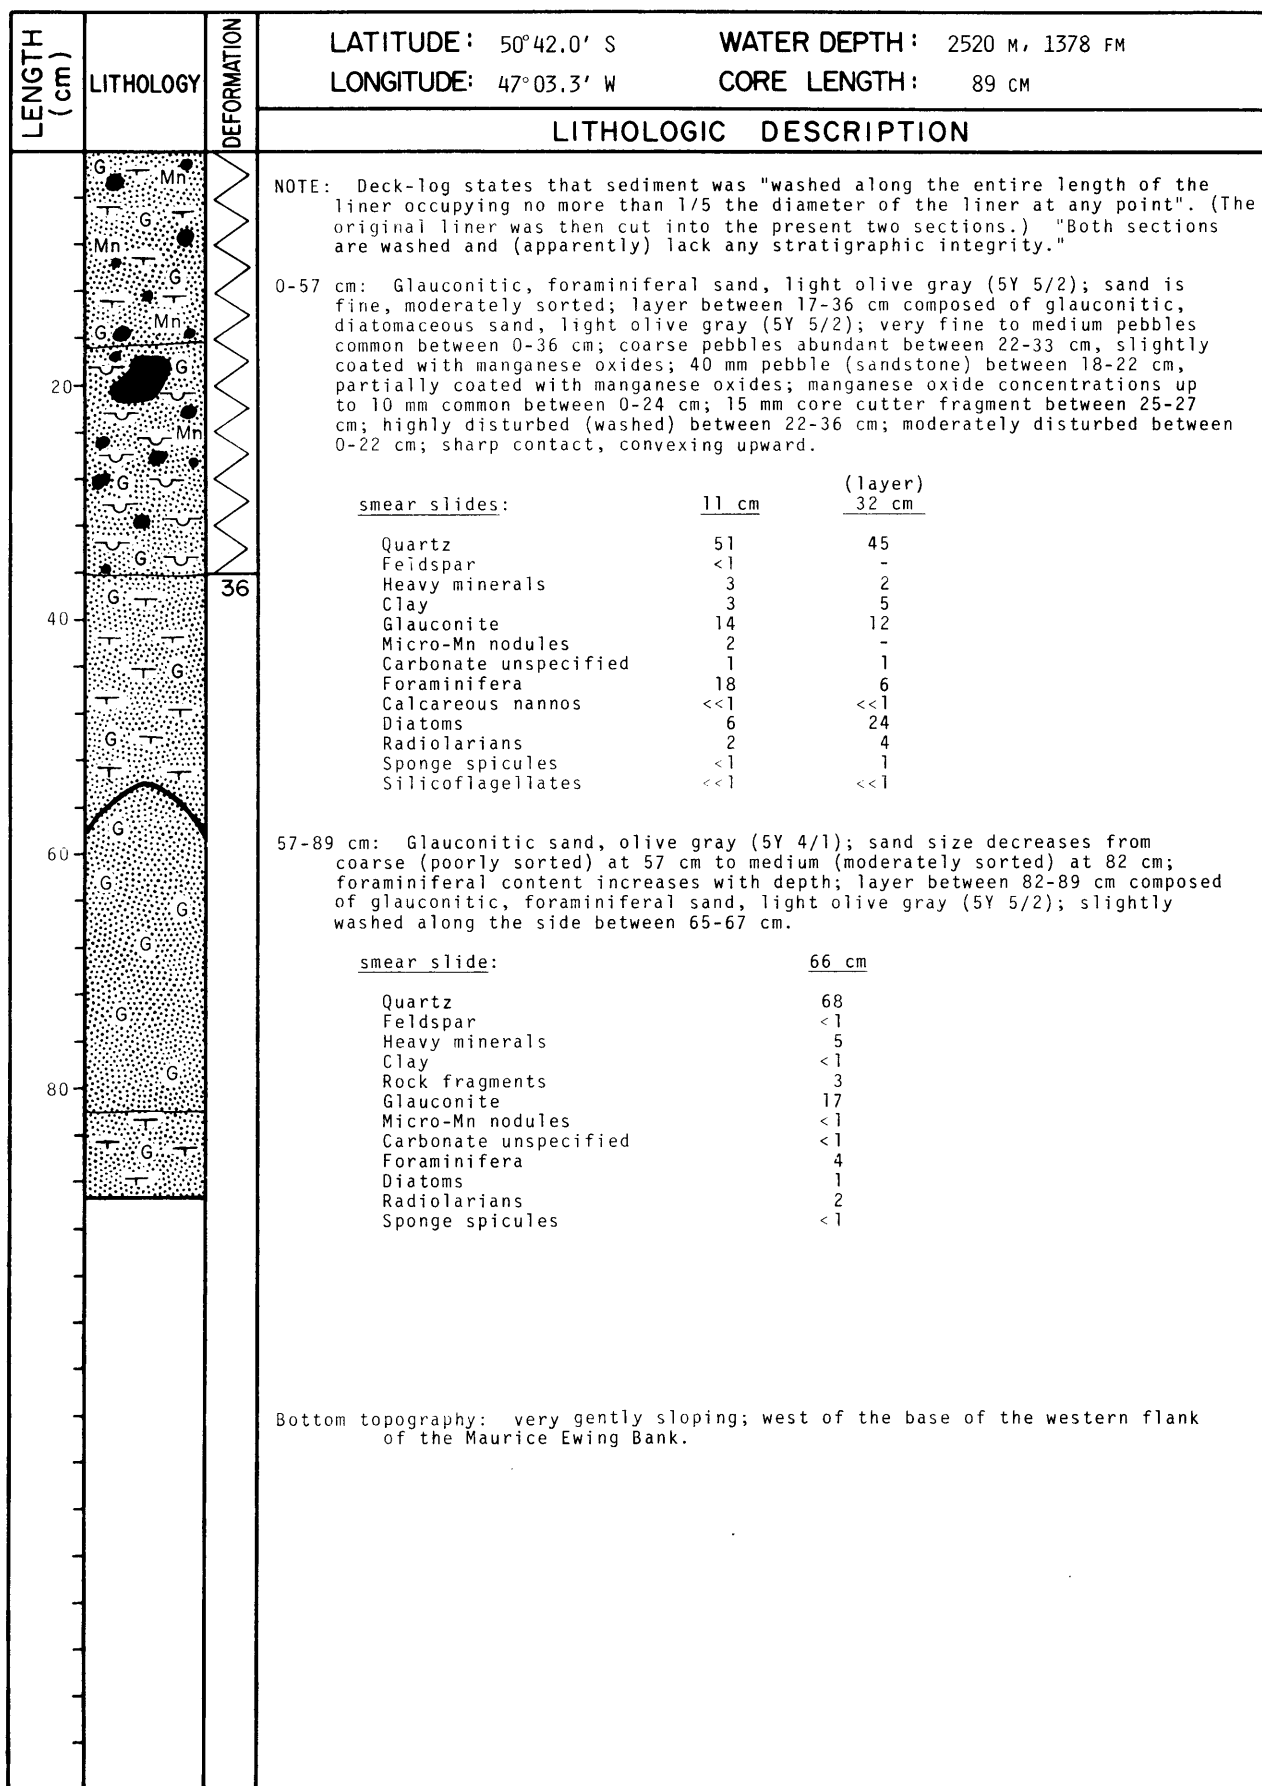 LENGTH (cm)
LITHOLOGY
DEFORMATION
LATITUDE: 50°42.0' S WATER DEPTH: 2520 M, 1378 FM
LONGITUDE: 47°03.3' W CORE LENGTH: 89 CM
LITHOLOGIC DESCRIPTION
NOTE: Deck-log states that sediment was "washed along the entire length of the
liner occupying no more than 1/5 the diameter of the liner at any point". (The
original liner was then cut into the present two sections.) "Both sections
are washed and (apparently) lack any stratigraphic integrity."
0-57 cm: Glauconitic, foraminiferal sand, light olive gray (5Y 5/2); sand is
fine, moderately sorted; layer between 17-36 cm composed of glauconitic,
diatomaceous sand, light olive gray (5Y 5/2); very fine to medium pebbles
common between 0-36 cm; coarse pebbles abundant between 22-33 cm, slightly
coated with manganese oxides; 40 mm pebble (sandstone) between 18-22 cm,
partially coated with manganese oxides; manganese oxide concentrations up
to 10 mm common between 0-24 cm; 15 mm core cutter fragment between 25-27
cm; highly disturbed (washed) between 22-36 cm; moderately disturbed between
0-22 cm; sharp contact, convexing upward.
(layer)
smear slides: 11 cm 32 cm
Quartz 51 45
Feldspar <1 -
Heavy minerals 3 2
Clay 3 5
Glauconite 14 12
Micro-Mn nodules 2 -
Carbonate unspecified 1 1
Foraminifera 18 6
Calcareous nannos <<1 <<1
Diatoms 6 24
Radiolarians 2 4
Sponge spicules <1 1
Silicoflagellates <<1 <<1
57-89 cm: Glauconitic sand, olive gray (5Y 4/1); sand size decreases from
coarse (poorly sorted) at 57 cm to medium (moderately sorted) at 82 cm;
foraminiferal content increases with depth; layer between 82-89 cm composed
of glauconitic, foraminiferal sand, light olive gray (5Y 5/2); slightly
washed along the side between 65-67 cm.
smear slide: 66 cm
Quartz 68
Feldspar <1
Heavy minerals 5
Clay <1
Rock fragments 3
Glauconite 17
Micro-Mn nodules <1
Carbonate unspecified <1
Foraminifera 4
Diatoms 1
Radiolarians 2
Sponge spicules <1
Bottom topography: very gently sloping; west of the base of the western flank
of the Maurice Ewing Bank.
G
Mn
G
Mn
G
Mn
G
G
20
Mn
G
G
36
G
40
G
G
G
60
G
G
G
G
G
80
G